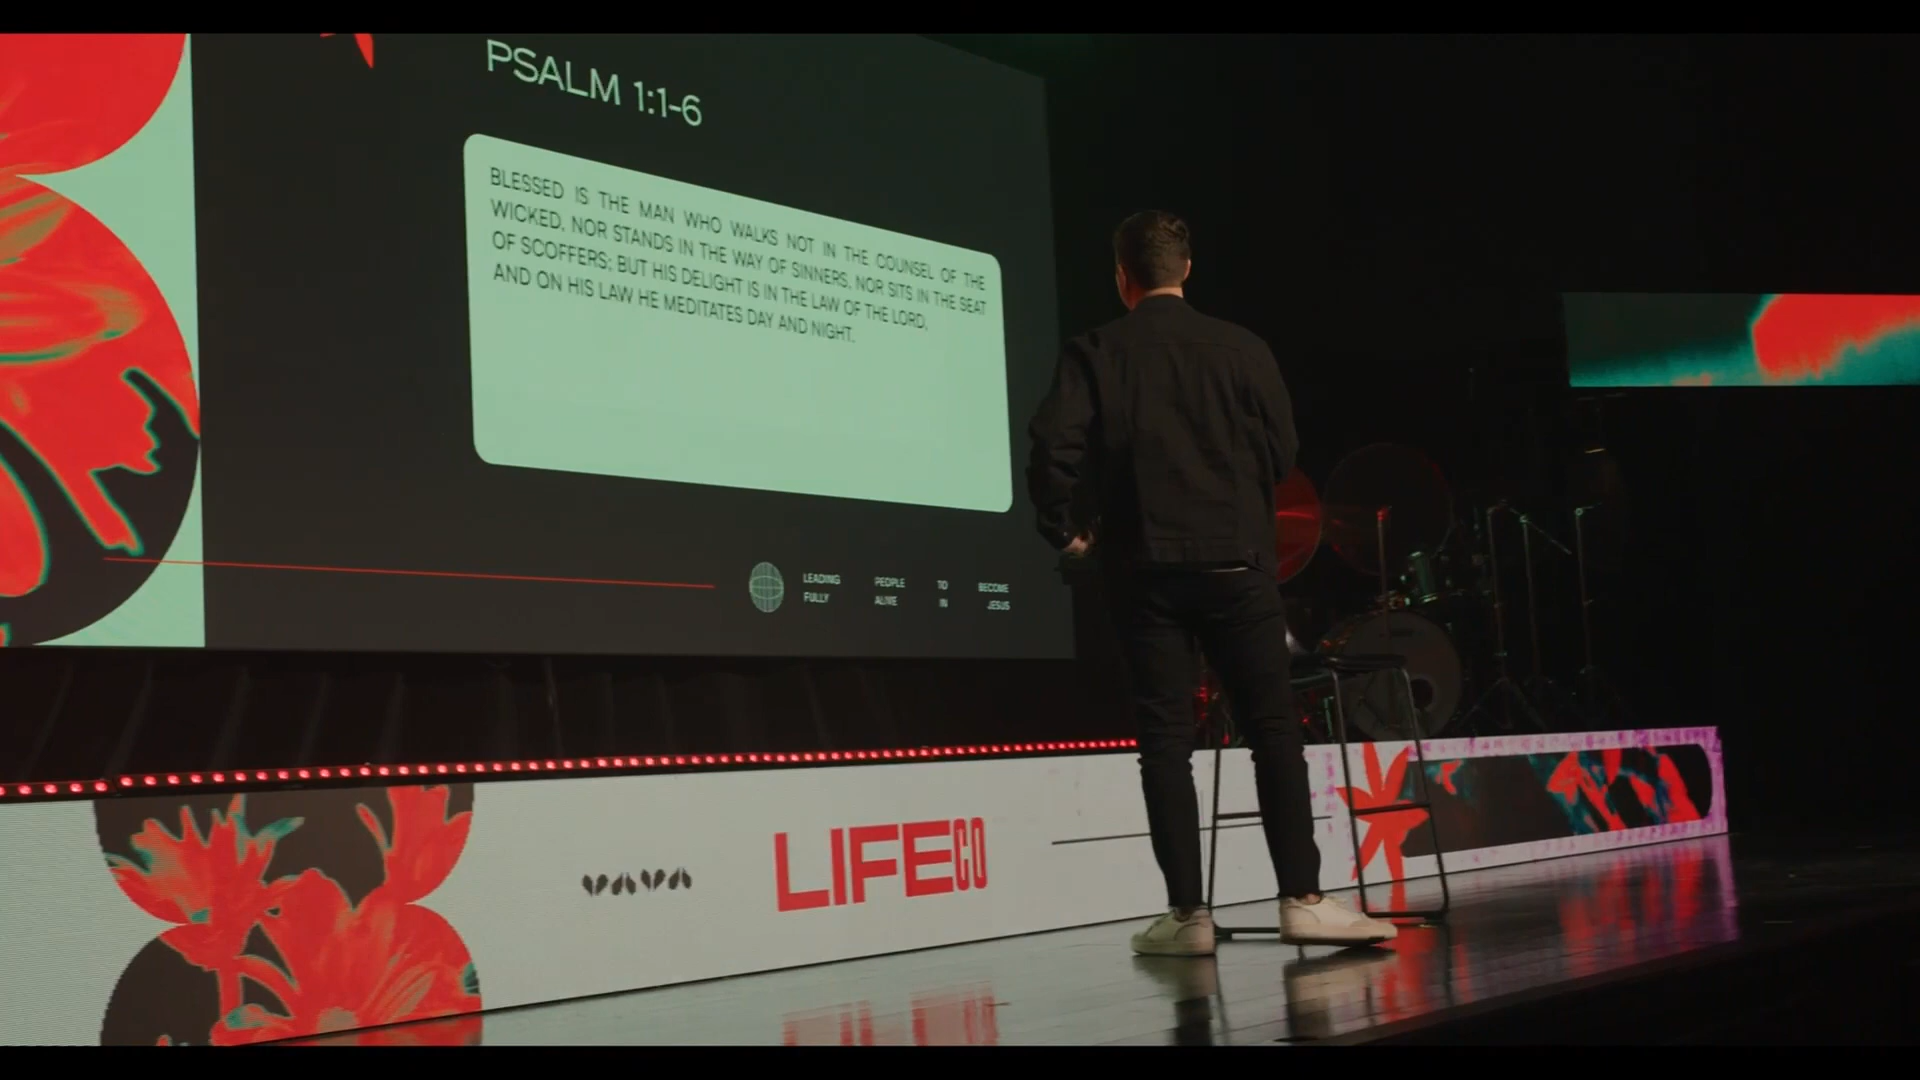 PSALM 1:1-6
BLESSED IS THE MAN WHO WALKS NOT IN THE COUNSEL OF THE
WICKED, NOR STANDS IN THE WAY OF SINNERS, NOR SITS IN THE SEAT
OF SCOFFERS; BUT HIS DELIGHT IS IN THE LAW OF THE LORD,
AND ON HIS LAW HE MEDITATES DAY AND NIGHT.
LEADING PEOPLE TO BECOME
FULLY ALIVE IN JESUS
LIFECO